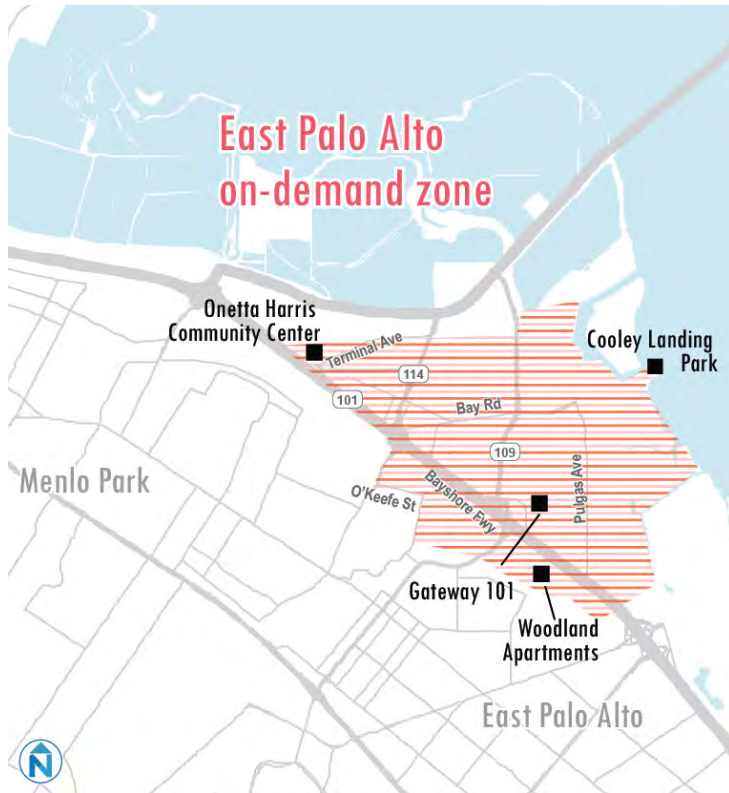 East Palo Alto
on-demand zone
Onetta Harris
Community Center
Terminal Ave
Cooley Landing
Park
114
101
Bay Rd
109
Menlo Park
O'Keefe St
Bayshore Fwy
Pulgas Ave
Gateway 101
Woodland
Apartments
East Palo Alto
N